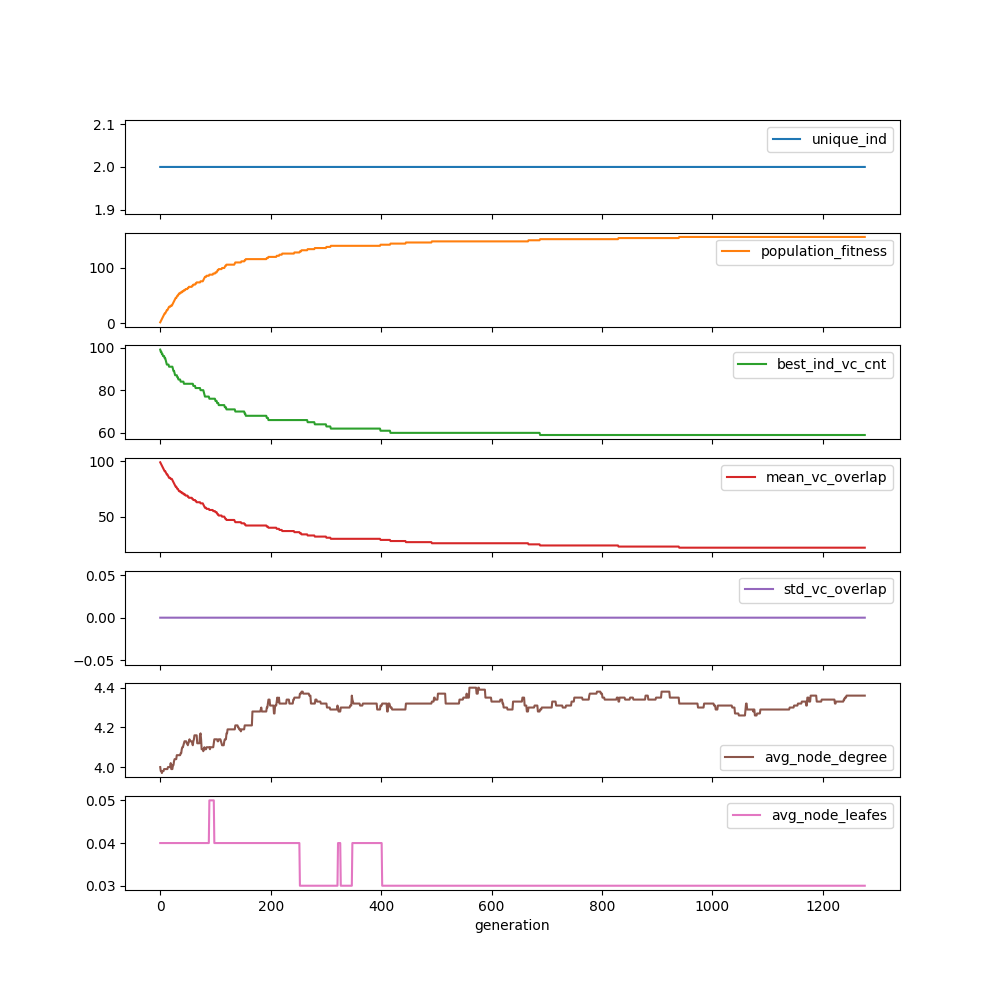 2.1
2.0
1.9
unique_ind
100
0
population_fitness
100
80
60
best_ind_vc_cnt
100
50
mean_vc_overlap
0.05
0.00
−0.05
std_vc_overlap
4.4
4.2
4.0
avg_node_degree
0.05
0.04
0.03
avg_node_leafes
0 200 400 600 800 1000 1200
generation